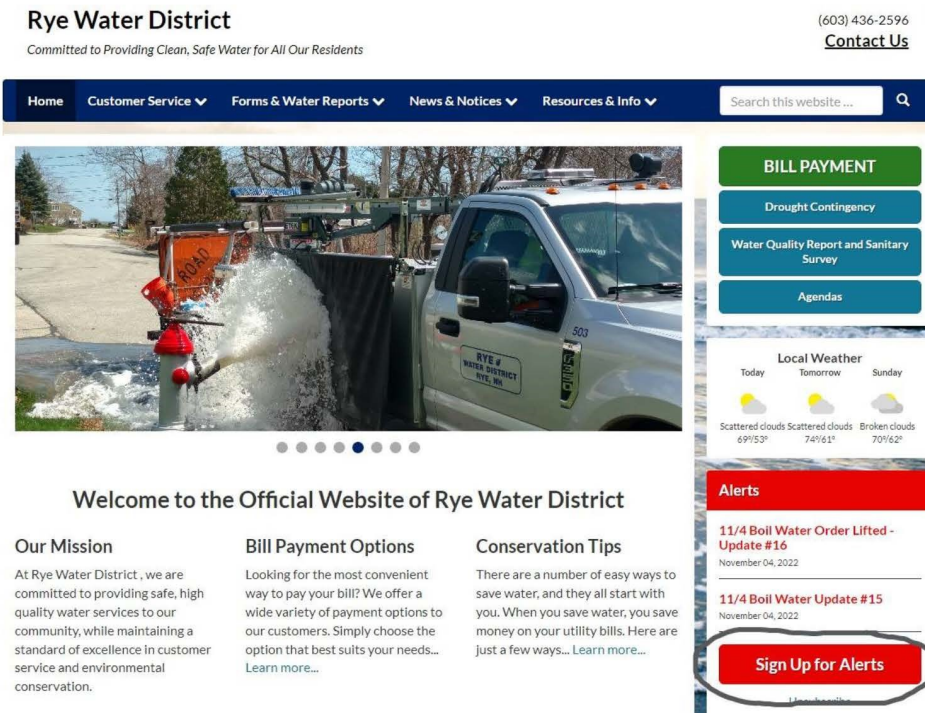 Rye Water District
Committed to Providing Clean, Safe Water for All Our Residents
(603) 436-2596
Contact Us
Home
Customer Service
Forms & Water Reports
News & Notices
Resources & Info
Search this website ...
ROAD
503
RYE
WATER DISTRICT
RYE, NH
F350
BILL PAYMENT
Drought Contingency
Water Quality Report and Sanitary
Survey
Agendas
Local Weather
Today
Tomorrow
Sunday
Scattered clouds
Scattered clouds
Broken clouds
69°/53°
74°/61°
70°/62°
Welcome to the Official Website of Rye Water District
Our Mission
At Rye Water District , we are
committed to providing safe, high
quality water services to our
community, while maintaining a
standard of excellence in customer
service and environmental
conservation.
Bill Payment Options
Looking for the most convenient
way to pay your bill? We offer a
wide variety of payment options to
our customers. Simply choose the
option that best suits your needs...
Learn more...
Conservation Tips
There are a number of easy ways to
save water, and they all start with
you. When you save water, you save
money on your utility bills. Here are
just a few ways... Learn more...
Alerts
11/4 Boil Water Order Lifted -
Update #16
November 04, 2022
11/4 Boil Water Update #15
November 04, 2022
Sign Up for Alerts
Unsubscribe